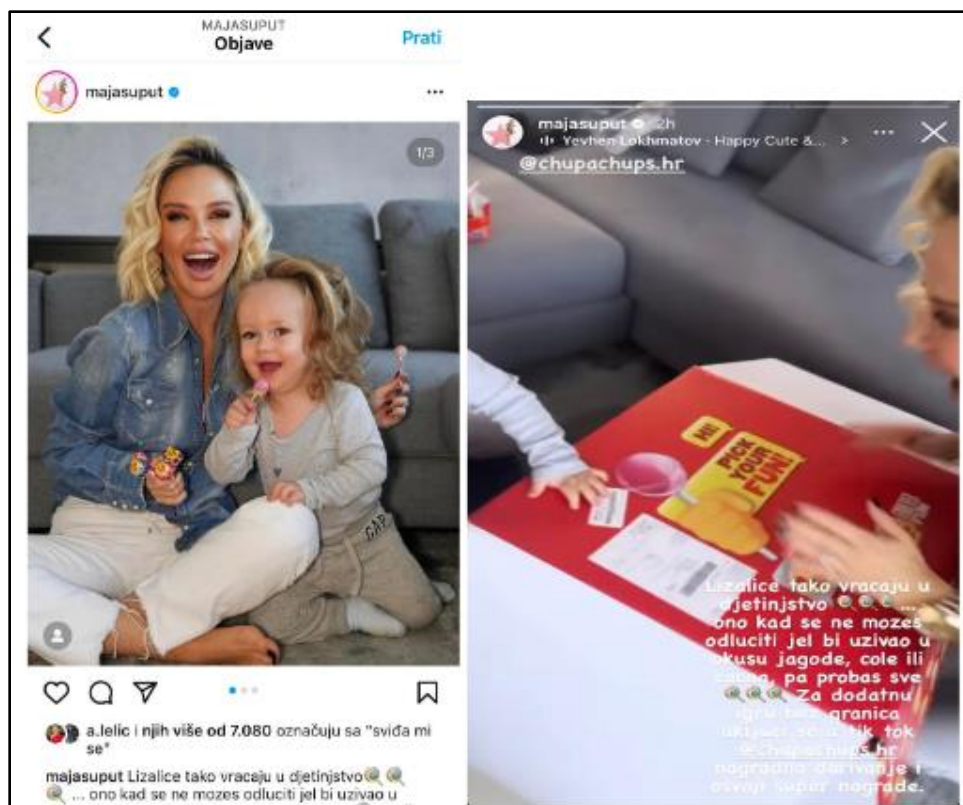 MAJASUPUT
Objave
Prati
majasuput
1/3
GAP
a.lelic i njih više od 7.080 označuju sa "sviđa mi
se"
majasuput Lizalice tako vracaju u djetinjstvo
... ono kad se ne mozes odluciti jel bi uzivao u
majasuput 2h
Yevhen Lokhmatov - Happy Cute &... >
@chupachups.hr
HI!
PICK
YOUR
FUN!
Lizalice tako vracaju u
djetinjstvo ...
ono kad se ne mozes
odluciti jel bi uzivao u
okusu jagode, cole ili
pa probas sve
Za dodatnu
igru bez granica
ukljuci se u tik tok
@chupachups.hr
nagradno darivanje i
osvoji super nagrade.